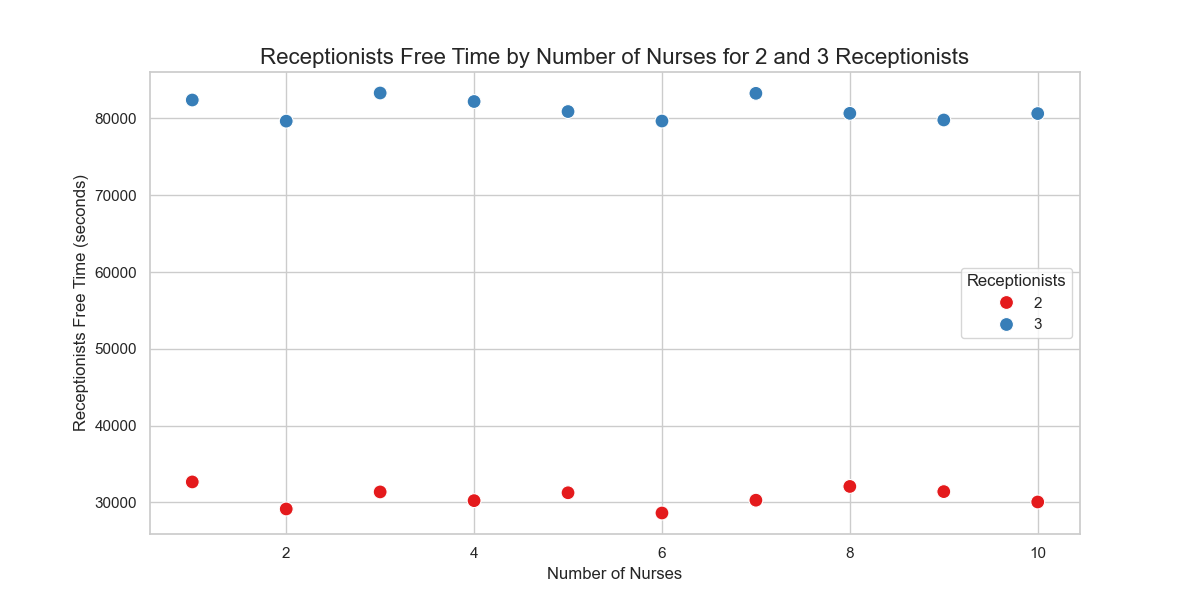 Receptionists Free Time by Number of Nurses for 2 and 3 Receptionists
Receptionists Free Time (seconds)
80000
70000
60000
50000
40000
30000
Receptionists
2
3
2 4 6 8 10
Number of Nurses